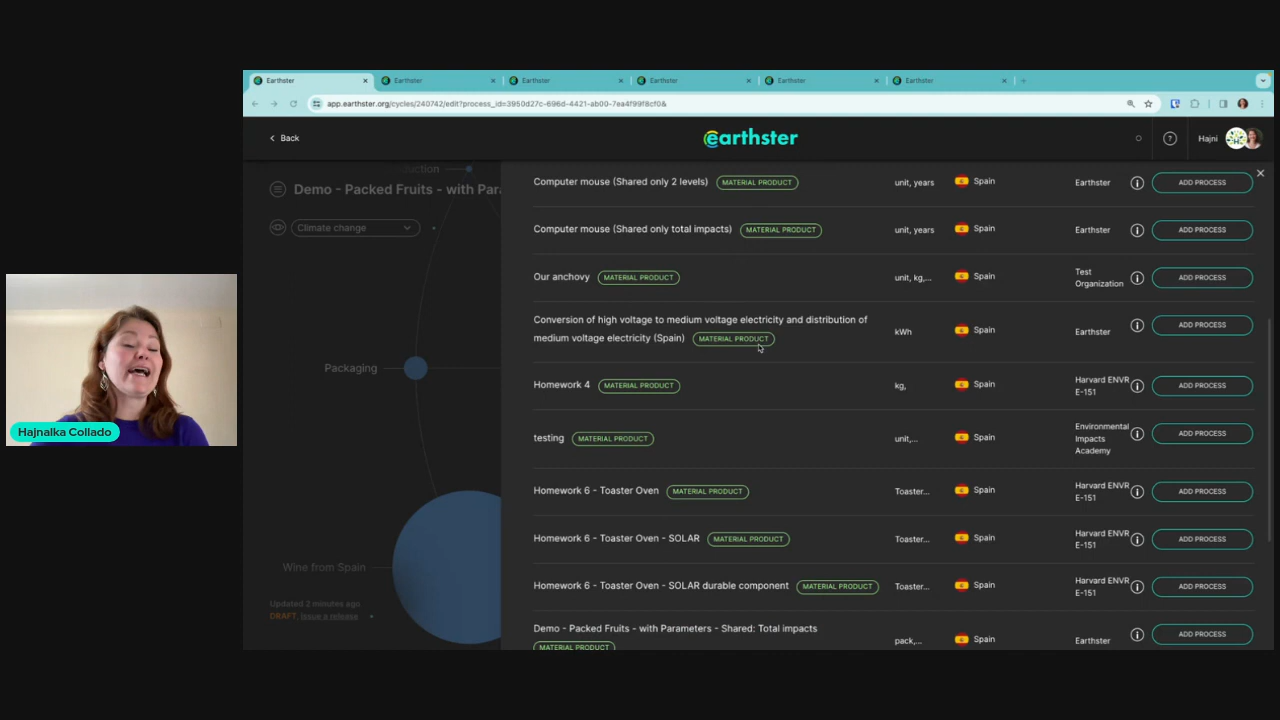 Earthster
Earthster
Earthster
Earthster
Earthster
Earthster
app.earthster.org/cycles/240742/edit?process_id=3950d27c-696d-4421-ab00-7ea4f99f8cf0&
Back
earthster
Hajni
Demo - Packed Fruits - with Para
Climate change
Packaging
Wine from Spain
Updated 2 minutes ago
DRAFT. Issue a release
Computer mouse (Shared only 2 levels) MATERIAL PRODUCT unit, years Spain Earthster ADD PROCESS
Computer mouse (Shared only total impacts) MATERIAL PRODUCT unit, years Spain Earthster ADD PROCESS
Our anchovy MATERIAL PRODUCT unit, kg,... Spain Test
Organization ADD PROCESS
Conversion of high voltage to medium voltage electricity and distribution of
medium voltage electricity (Spain) MATERIAL PRODUCT kWh Spain Earthster ADD PROCESS
Homework 4 MATERIAL PRODUCT kg, Spain Harvard ENVR
E-151 ADD PROCESS
testing MATERIAL PRODUCT unit,... Spain Environmental
Impacts
Academy ADD PROCESS
Homework 6 - Toaster Oven MATERIAL PRODUCT Toaster... Spain Harvard ENVR
E-151 ADD PROCESS
Homework 6 - Toaster Oven - SOLAR MATERIAL PRODUCT Toaster... Spain Harvard ENVR
E-151 ADD PROCESS
Homework 6 - Toaster Oven - SOLAR durable component MATERIAL PRODUCT Toaster... Spain Harvard ENVR
E-151 ADD PROCESS
Demo - Packed Fruits - with Parameters - Shared: Total impacts
MATERIAL PRODUCT pack,... Spain Earthster ADD PROCESS
Hajnalka Collado